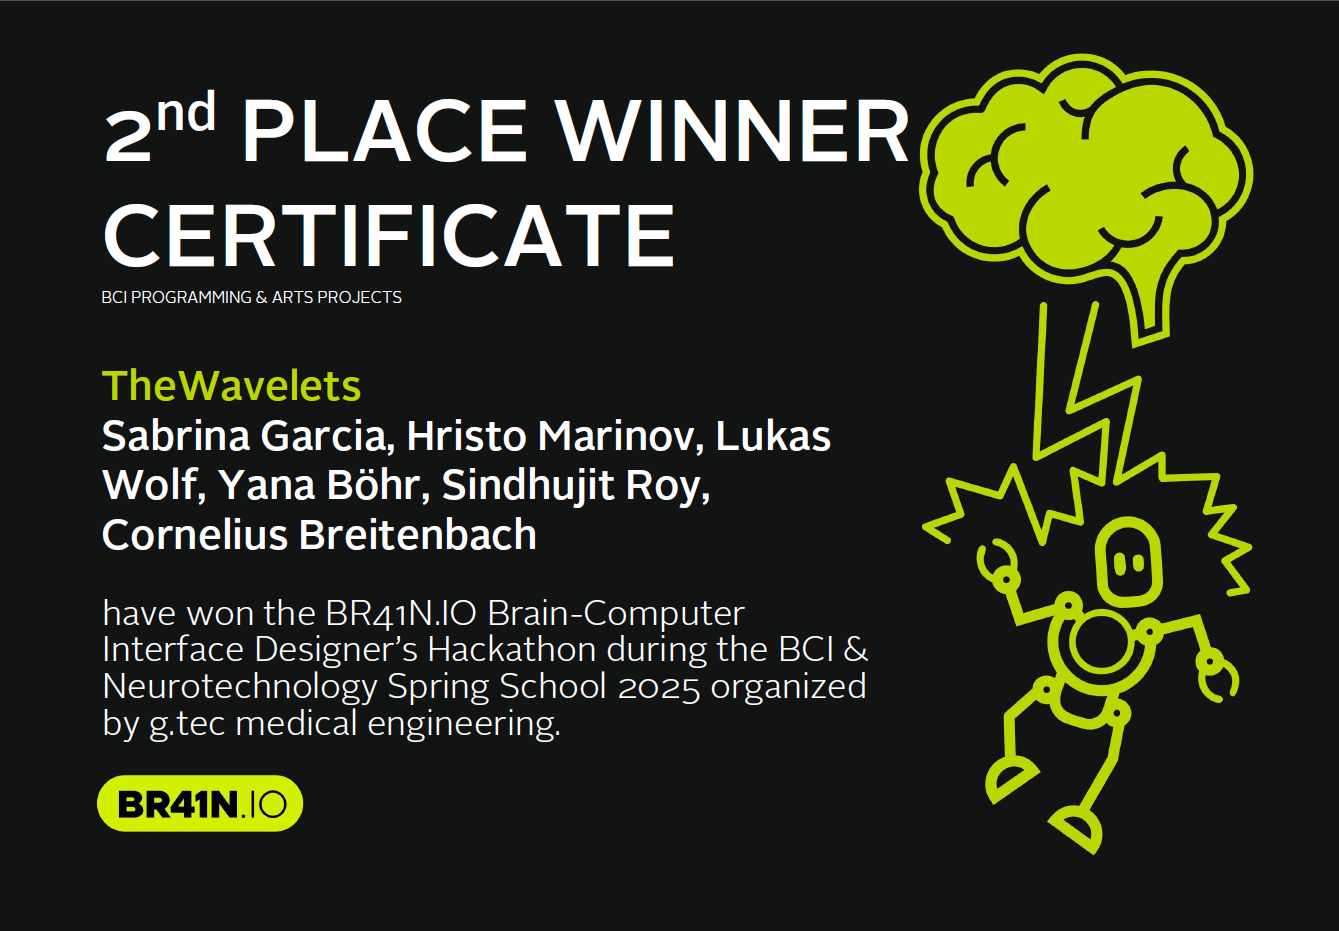 2nd PLACE WINNER
CERTIFICATE
BCI PROGRAMMING & ARTS PROJECTS
TheWavelets
Sabrina Garcia, Hristo Marinov, Lukas
Wolf, Yana Böhr, Sindhujit Roy,
Cornelius Breitenbach
have won the BR41N.IO Brain-Computer
Interface Designer’s Hackathon during the BCI &
Neurotechnology Spring School 2025 organized
by g.tec medical engineering.
BR41N.IO